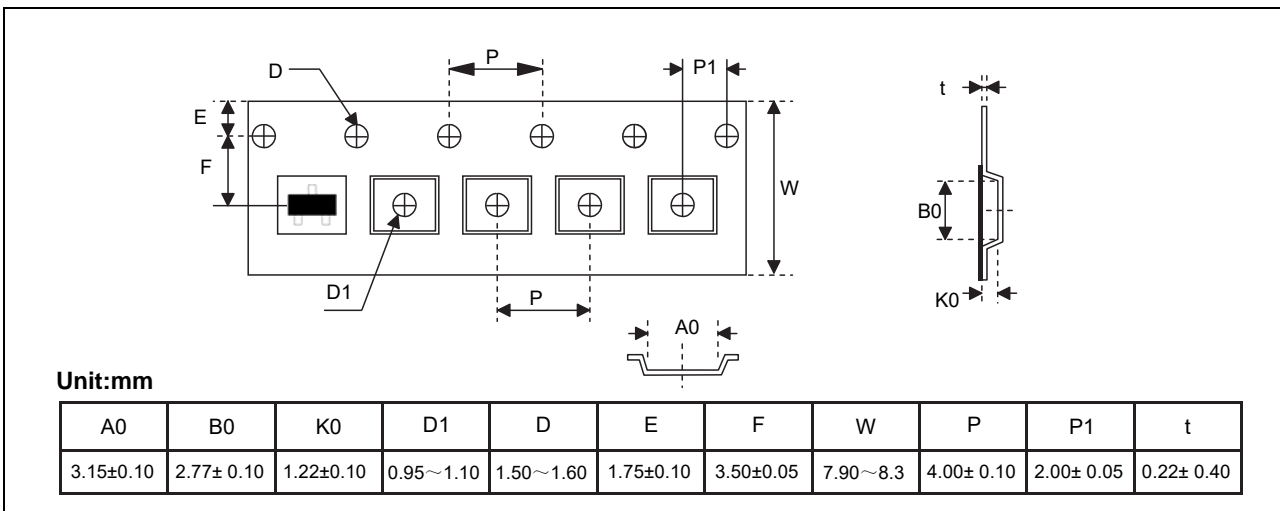 P
P1
D
t
E
F
W
B0
D1
P
K0
A0
Unit:mm
A0 B0 K0 D1 D E F W P P1 t
3.15±0.10 2.77± 0.10 1.22±0.10 0.95～1.10 1.50～1.60 1.75±0.10 3.50±0.05 7.90～8.3 4.00± 0.10 2.00± 0.05 0.22± 0.40